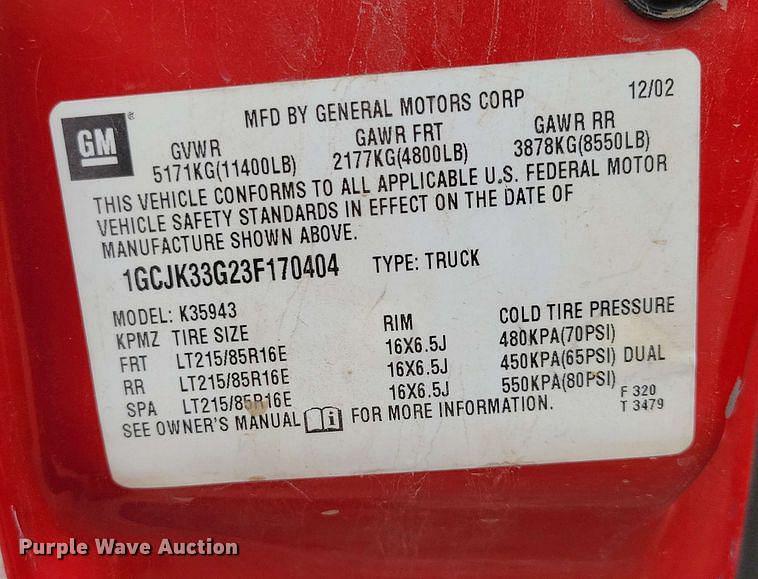 GM ®
MFD BY GENERAL MOTORS CORP 12/02
GVWR GAWR FRT GAWR RR
5171KG(11400LB) 2177KG(4800LB) 3878KG(8550LB)
THIS VEHICLE CONFORMS TO ALL APPLICABLE U.S. FEDERAL MOTOR
VEHICLE SAFETY STANDARDS IN EFFECT ON THE DATE OF
MANUFACTURE SHOWN ABOVE.
1GCJK33G23F170404 TYPE: TRUCK
MODEL: K35943
KPMZ TIRE SIZE RIM COLD TIRE PRESSURE
FRT LT215/85R16E 16X6.5J 480KPA(70PSI)
RR LT215/85R16E 16X6.5J 450KPA(65PSI) DUAL
SPA LT215/85R16E 16X6.5J 550KPA(80PSI)
SEE OWNER'S MANUAL i FOR MORE INFORMATION.
F 320
T 3479
Purple Wave Auction